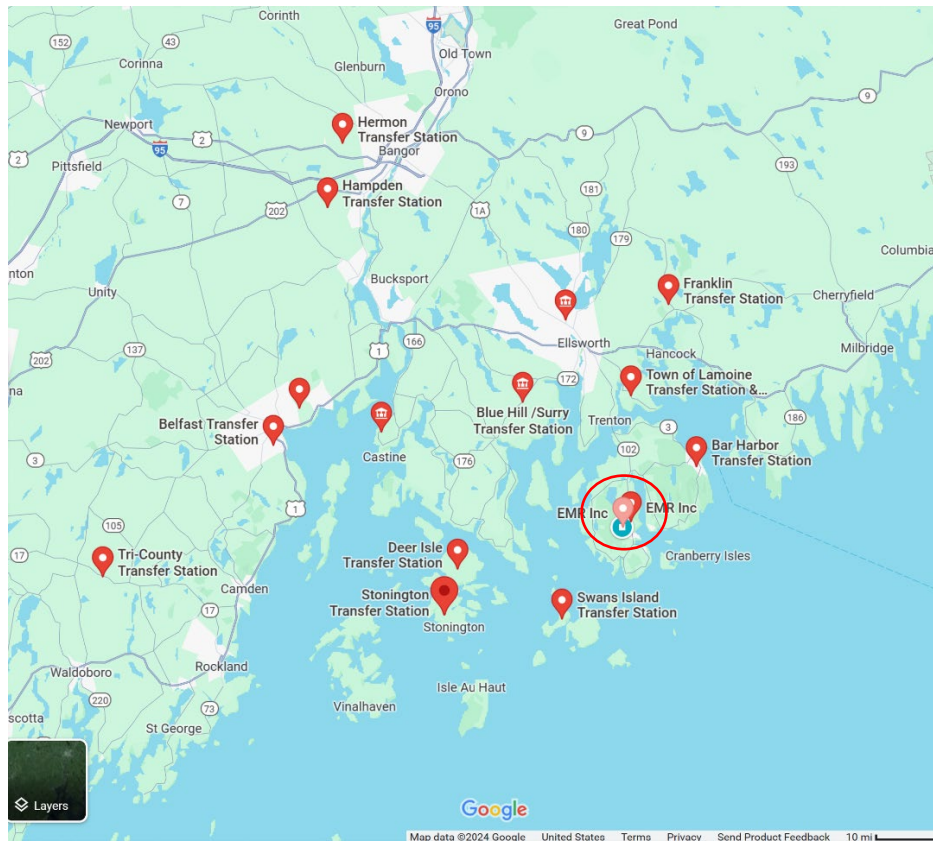 Corinth
Great Pond
95
152
43
Old Town
Corinna
Glenburn
Orono
9
Newport
Hermon
Transfer Station
2
9
95
Bangor
2
Pittsfield
193
Hampden
Transfer Station
181
7
202
1A
180
179
Columbia
nton
Bucksport
Unity
Franklin
Transfer Station
Cherryfield
166
1
Ellsworth
137
Hancock
Milbridge
202
172
Town of Lamoine
Transfer Station &...
na
Blue Hill /Surry
Transfer Station
Trenton
186
Belfast Transfer
Station
3
Bar Harbor
Transfer Station
102
3
Castine
176
1
EMR Inc
EMR Inc
105
Deer Isle
Transfer Station
17
Tri-County
Transfer Station
Cranberry Isles
Camden
Stonington
Transfer Station
Swans Island
Transfer Station
17
Stonington
Rockland
Waldoboro
Isle Au Haut
220
73
Vinalhaven
scotta
St George
Layers
Google
Map data ©2024 Google United States Terms Privacy Send Product Feedback 10 mi